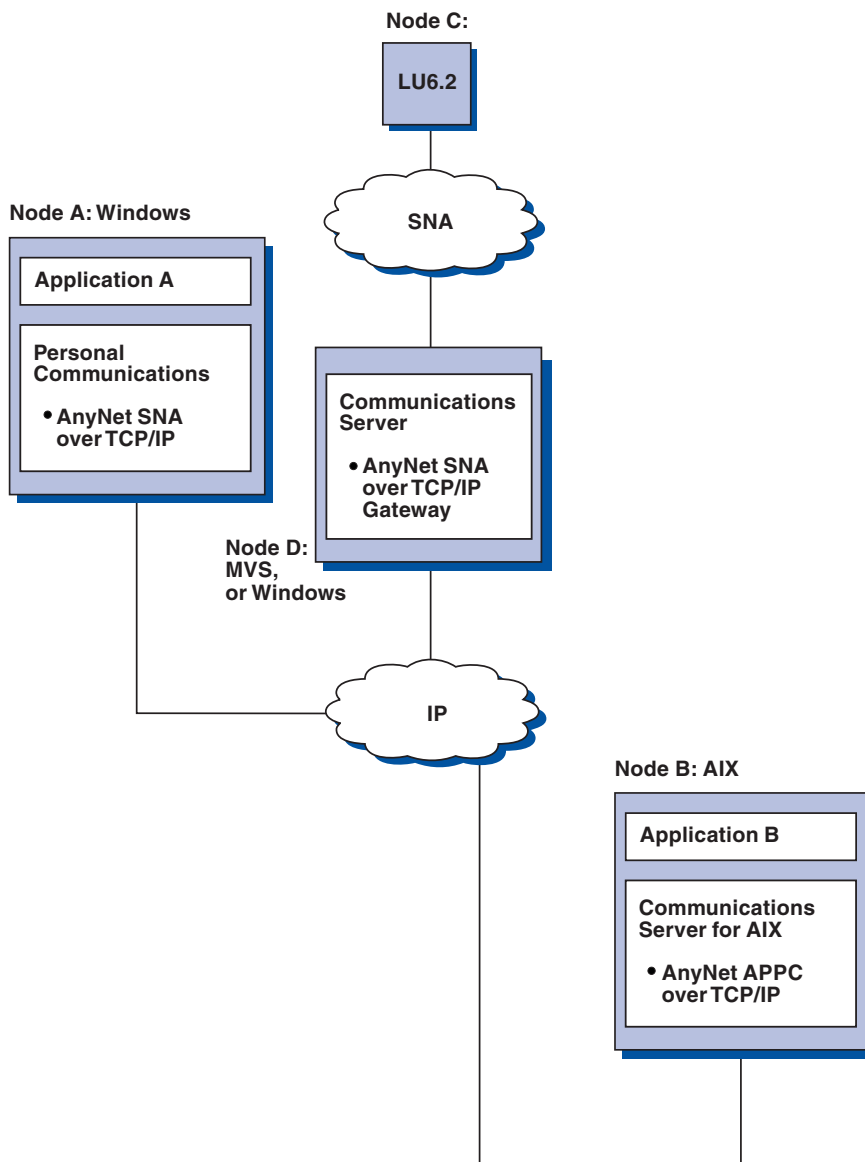 Node C:
LU6.2
SNA
Node A: Windows
Application A
Personal
Communications
• AnyNet SNA
over TCP/IP
Communications
Server
• AnyNet SNA
over TCP/IP
Gateway
Node D:
MVS,
or Windows
IP
Node B: AIX
Application B
Communications
Server for AIX
• AnyNet APPC
over TCP/IP